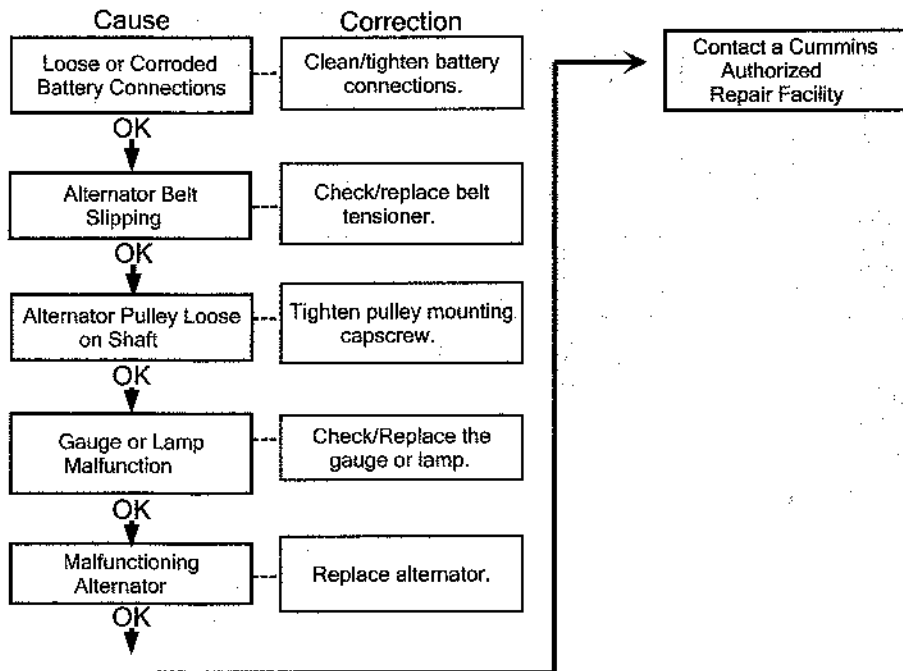 Cause
Correction
Loose or Corroded
Battery Connections
Clean/tighten battery
connections.
OK
Alternator Belt
Slipping
Check/replace belt
tensioner.
OK
Alternator Pulley Loose
on Shaft
Tighten pulley mounting
capscrew.
OK
Gauge or Lamp
Malfunction
Check/Replace the
gauge or lamp.
OK
Malfunctioning
Alternator
Replace alternator.
OK
Contact a Cummins
Authorized
Repair Facility